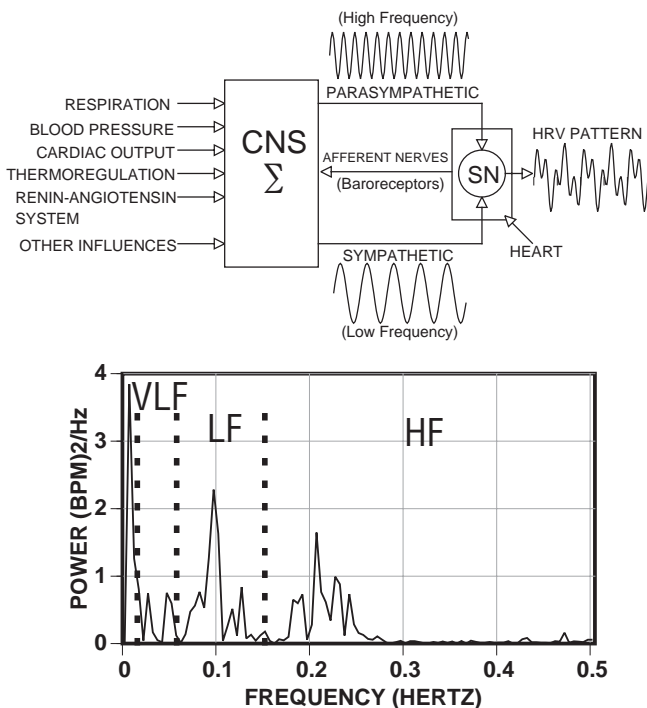 (High Frequency)
PARASYMPATHETIC
RESPIRATION
BLOOD PRESSURE
CARDIAC OUTPUT
THERMOREGULATION
RENIN-ANGIOTENSIN
SYSTEM
OTHER INFLUENCES
CNS
Σ
AFFERENT NERVES
(Baroreceptors)
SN
HRV PATTERN
HEART
SYMPATHETIC
(Low Frequency)
POWER (BPM)2/Hz
4
3
2
1
0
VLF
LF
HF
0 0.1 0.2 0.3 0.4 0.5
FREQUENCY (HERTZ)